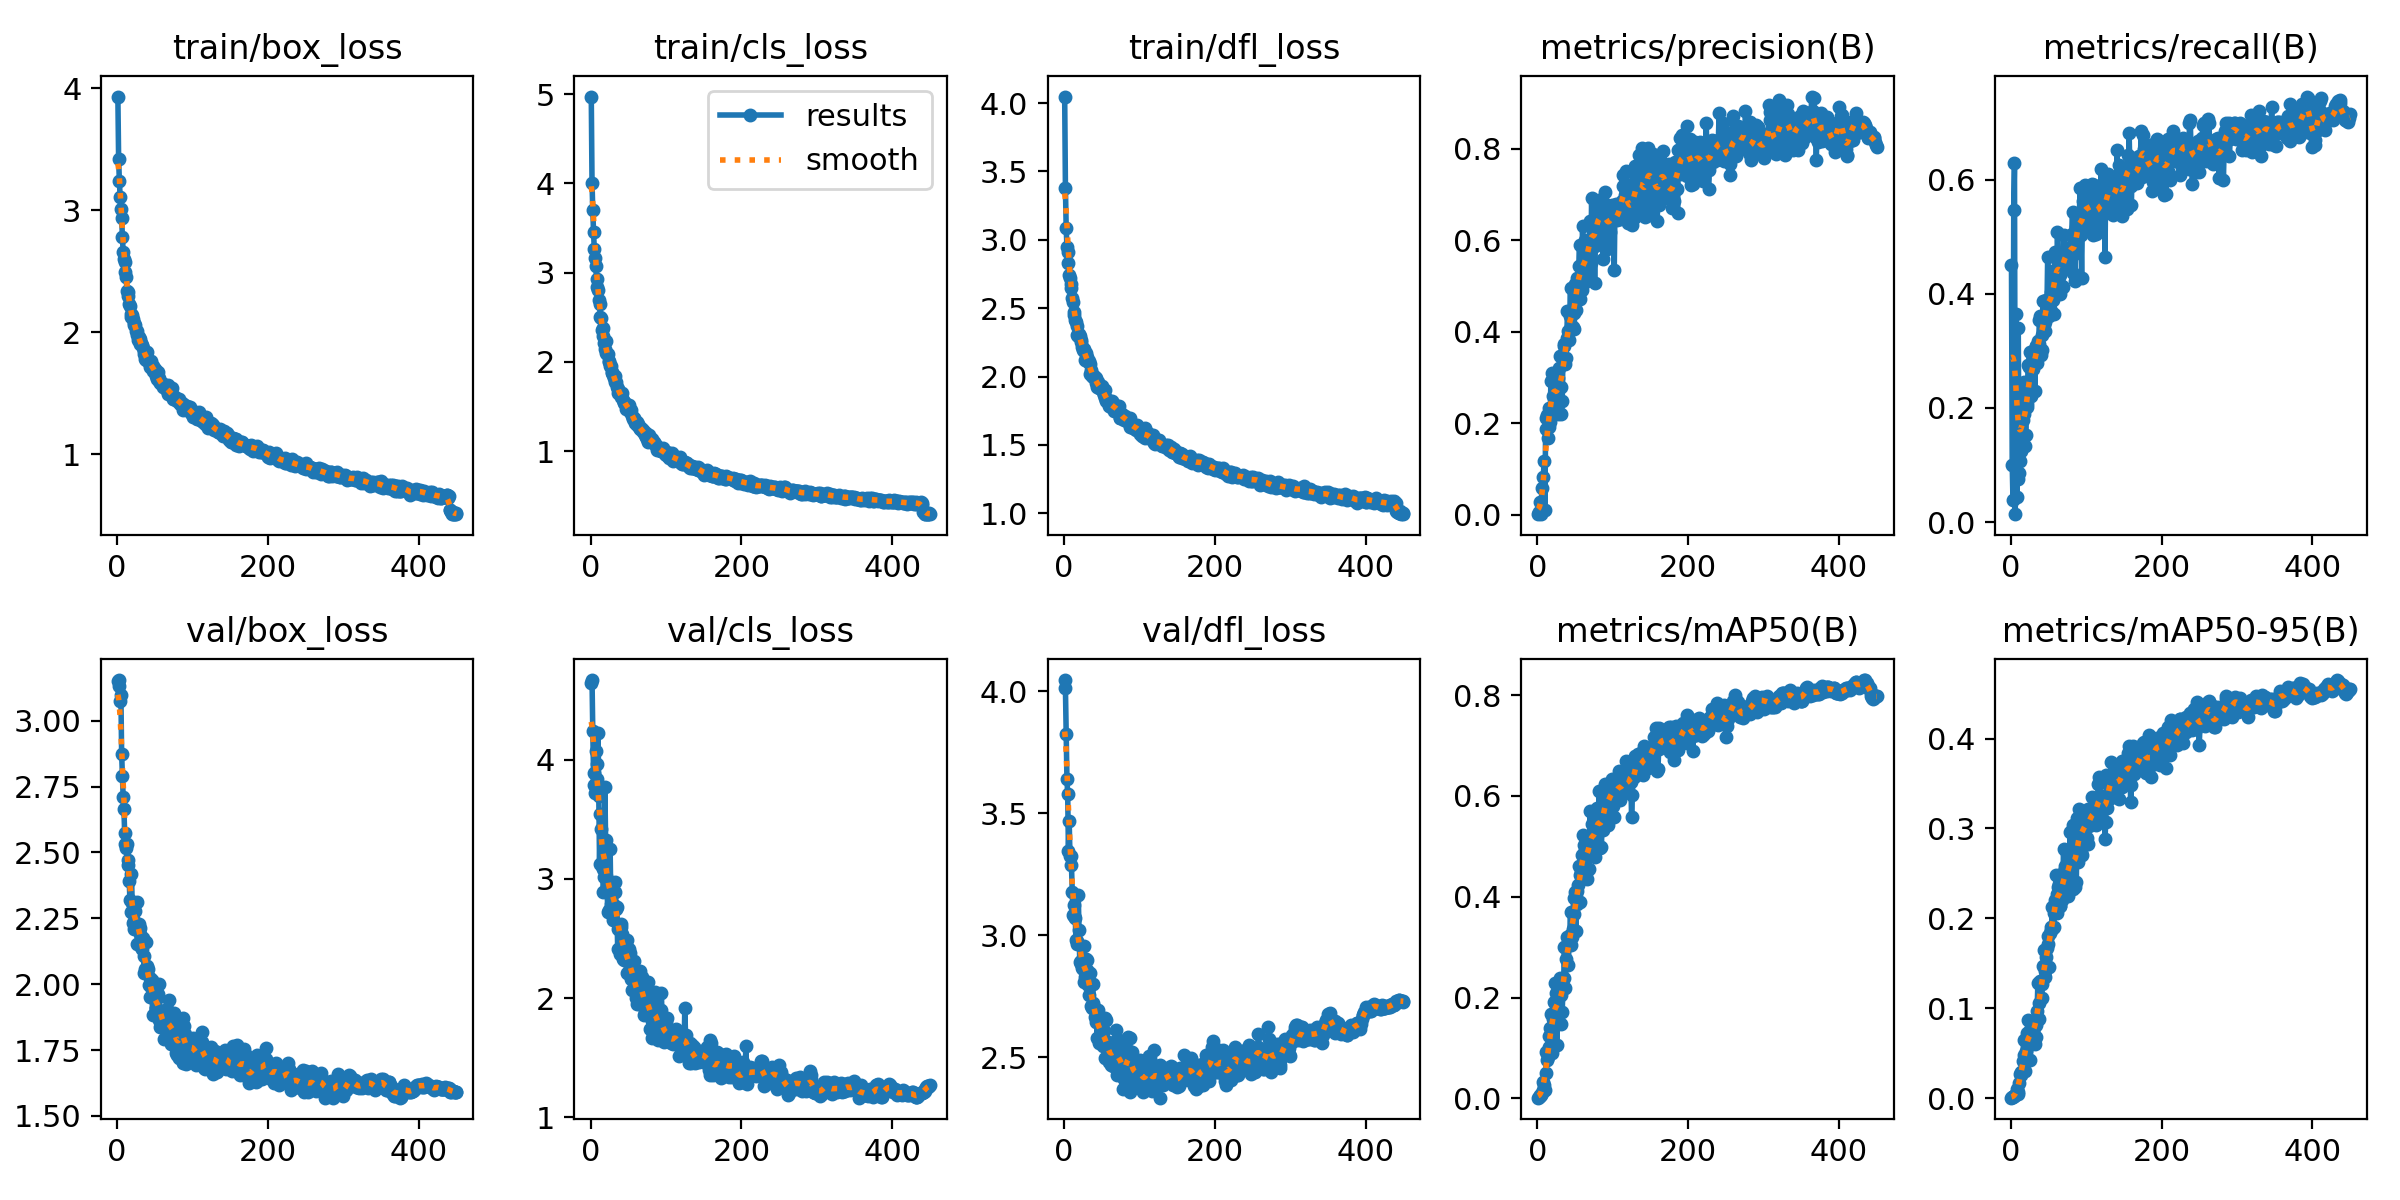 train/box_loss
4
3
2
1
0 200 400
train/cls_loss
results
smooth
5
4
3
2
1
0 200 400
train/dfl_loss
4.0
3.5
3.0
2.5
2.0
1.5
1.0
0 200 400
metrics/precision(B)
0.8
0.6
0.4
0.2
0.0
0 200 400
metrics/recall(B)
0.6
0.4
0.2
0.0
0 200 400
val/box_loss
3.00
2.75
2.50
2.25
2.00
1.75
1.50
0 200 400
val/cls_loss
4
3
2
1
0 200 400
val/dfl_loss
4.0
3.5
3.0
2.5
0 200 400
metrics/mAP50(B)
0.8
0.6
0.4
0.2
0.0
0 200 400
metrics/mAP50-95(B)
0.4
0.3
0.2
0.1
0.0
0 200 400